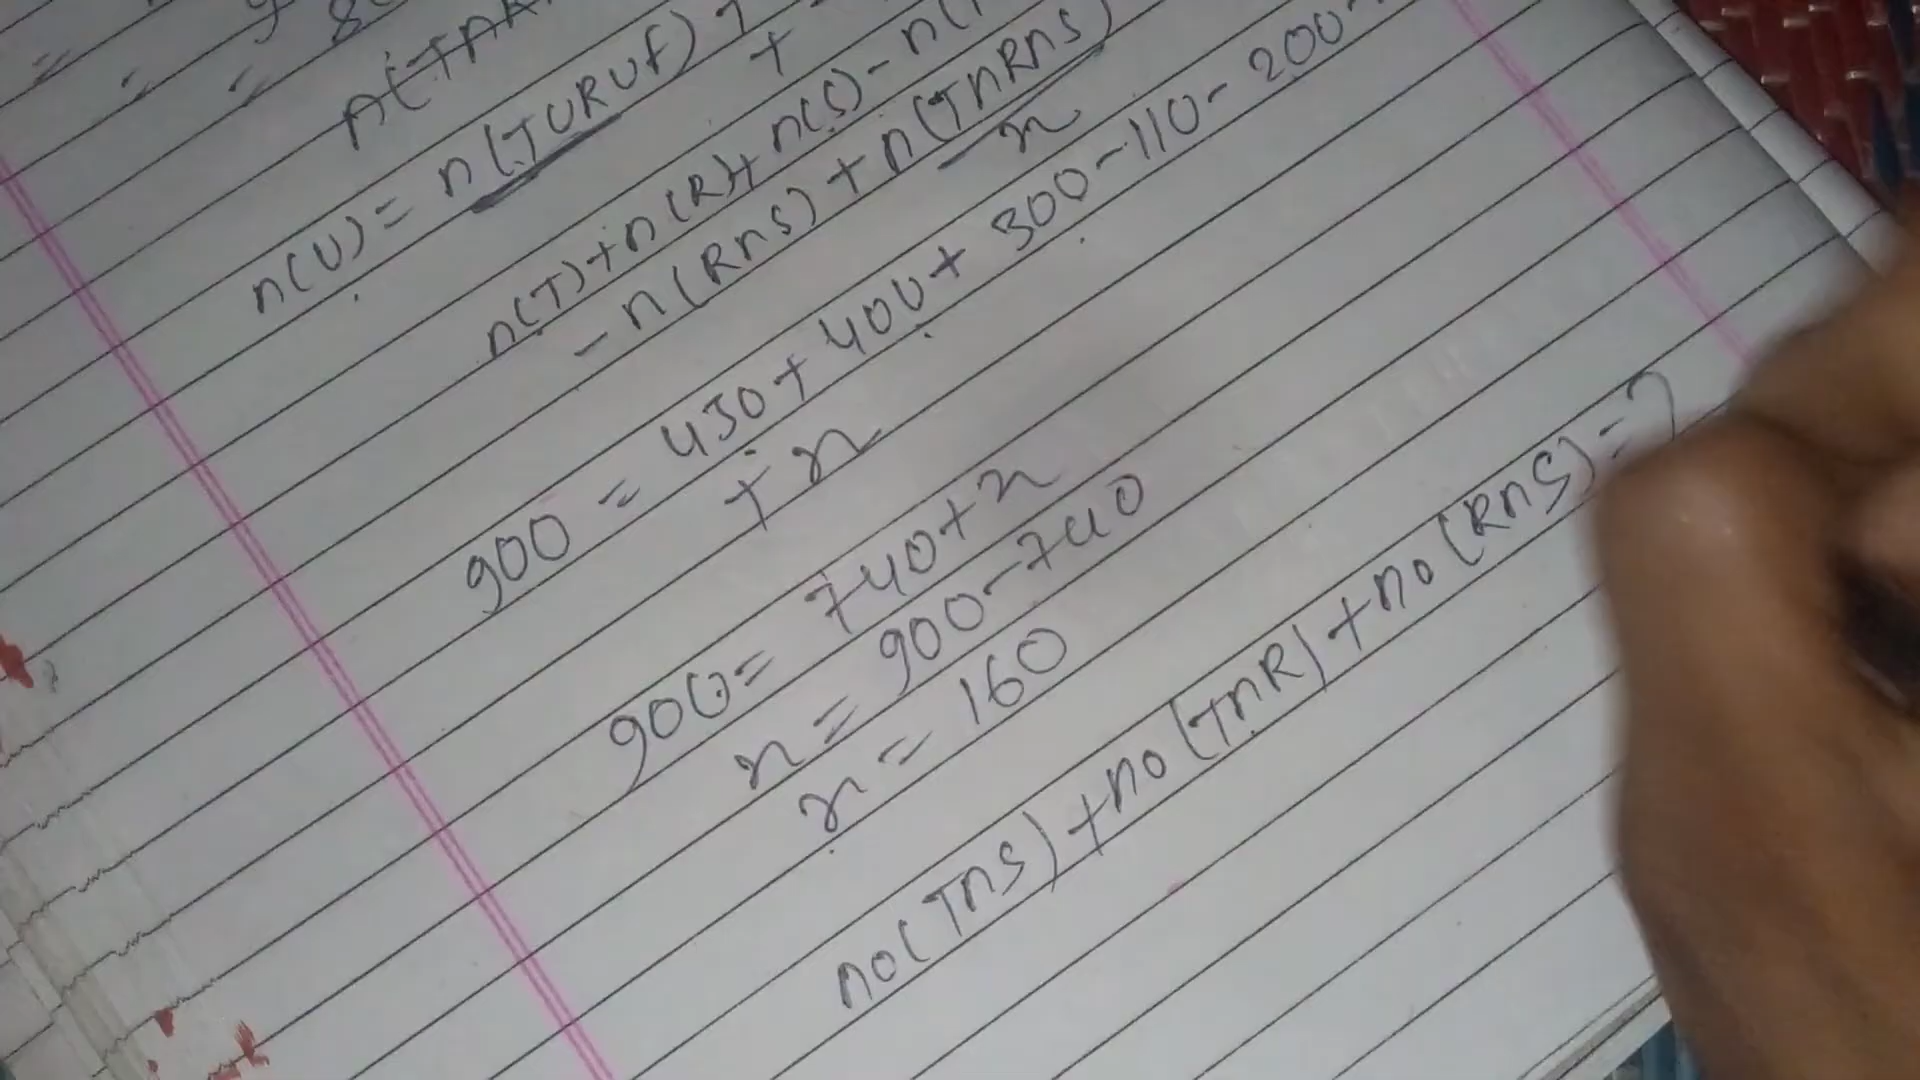 n(U) = n(TURUf) +
n(T)+n(R)+n(S)-n(
-n(RnS)+n(TnRnS)
x
900 = 450+400+300-110-200-
+x
900= 740+x
x= 900-740
x= 160
no(TnS)+no(TnR)+no(RnS)=?